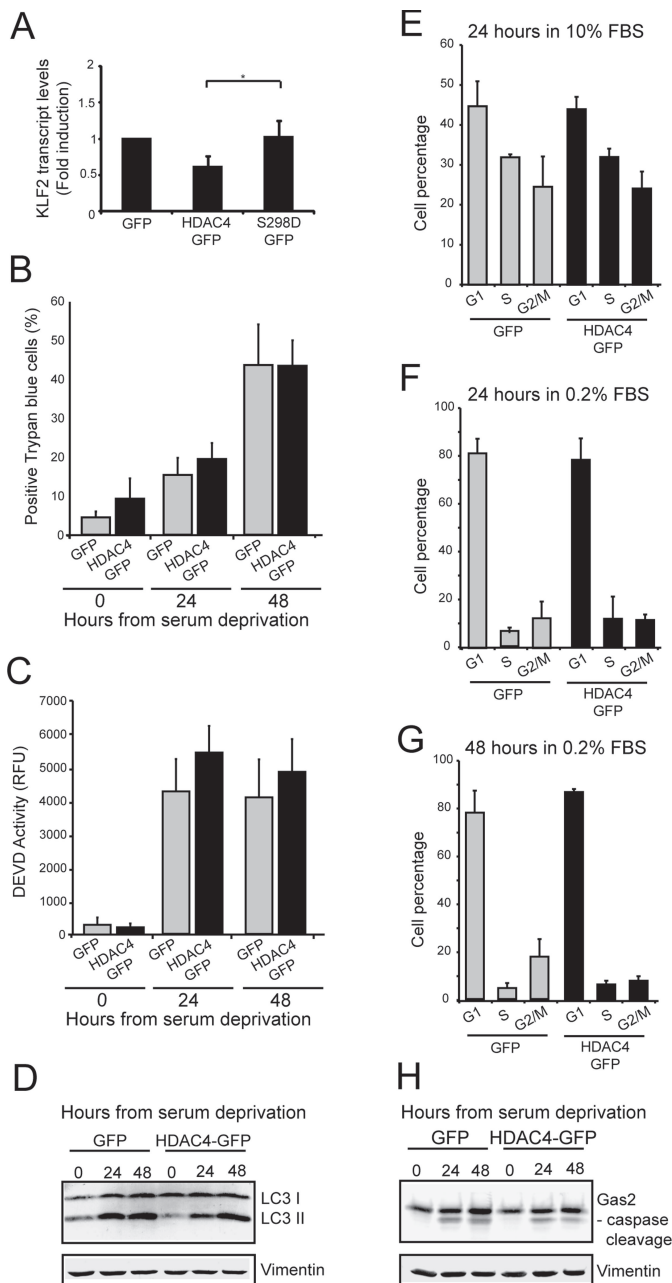 A
KLF2 transcript levels
(Fold induction)
2
1.5
1
0.5
0
*
GFP
HDAC4
GFP
S298D
GFP
B
Positive Trypan blue cells (%)
60
50
40
30
20
10
0
GFP
HDAC4
GFP
GFP
HDAC4
GFP
GFP
HDAC4
GFP
0
24
48
Hours from serum deprivation
C
DEVD Activity (RFU)
7000
6000
5000
4000
3000
2000
1000
0
GFP
HDAC4
GFP
GFP
HDAC4
GFP
GFP
HDAC4
GFP
0
24
48
Hours from serum deprivation
D
Hours from serum deprivation
GFP HDAC4-GFP
0 24 48 0 24 48
LC3 I
LC3 II
Vimentin
E
24 hours in 10% FBS
Cell percentage
60
50
40
30
20
10
0
G1 S G2/M G1 S G2/M
GFP
HDAC4
GFP
F
24 hours in 0.2% FBS
Cell percentage
100
80
60
40
20
0
G1 S G2/M G1 S G2/M
GFP
HDAC4
GFP
G
48 hours in 0.2% FBS
Cell percentage
100
80
60
40
20
0
G1 S G2/M G1 S G2/M
GFP
HDAC4
GFP
H
Hours from serum deprivation
GFP HDAC4-GFP
0 24 48 0 24 48
Gas2
- caspase
cleavage
Vimentin